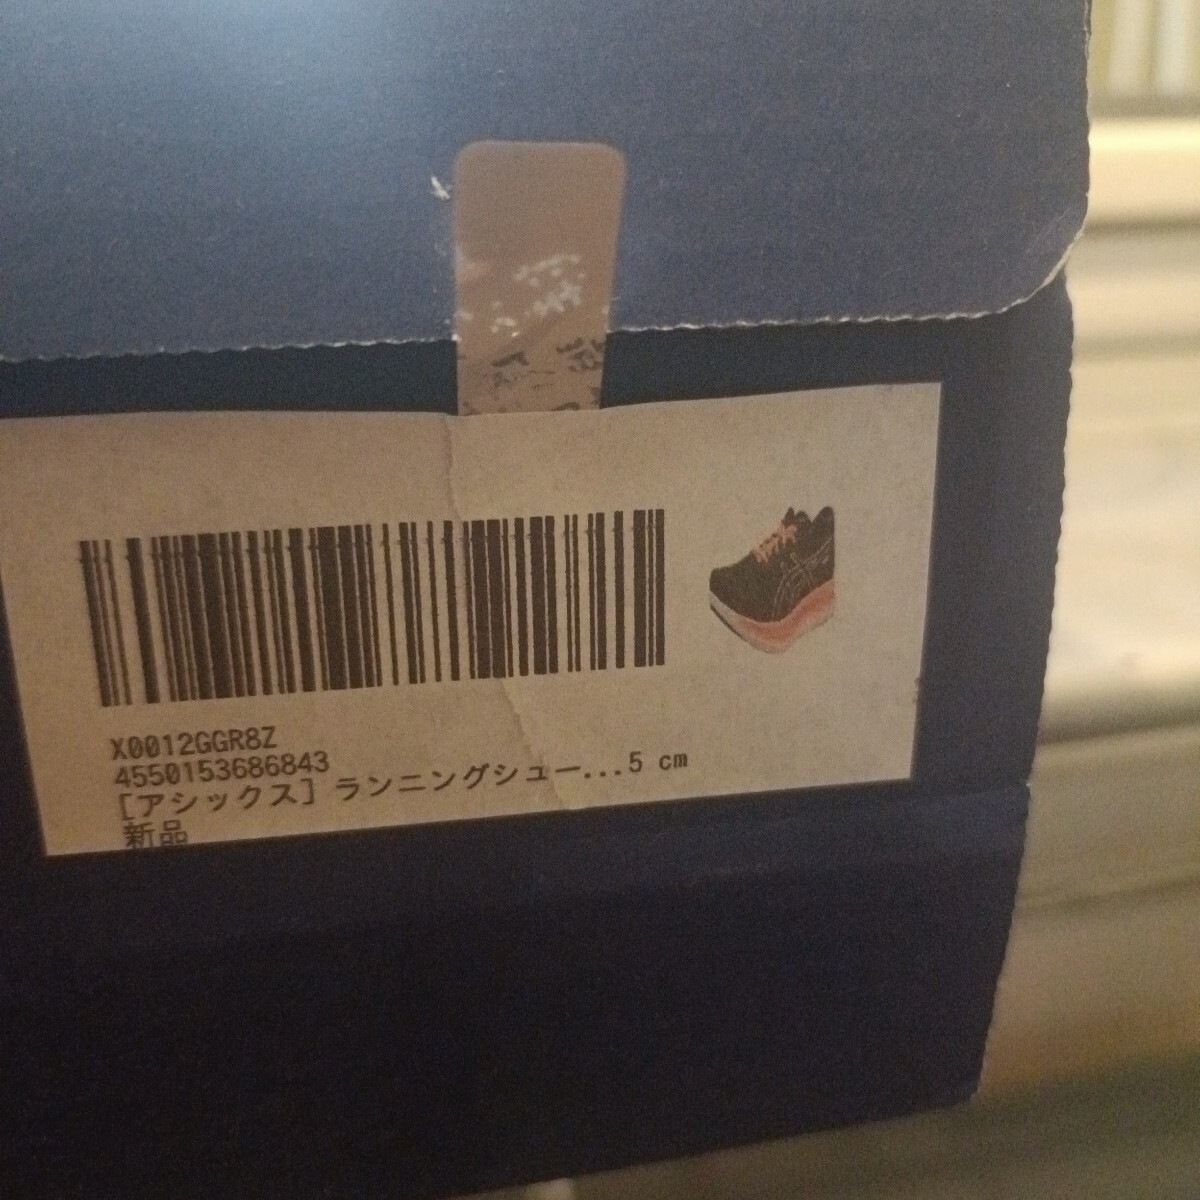 X0012GGR8Z
4550153686843
[アシックス] ランニングシュー...5 cm
新品